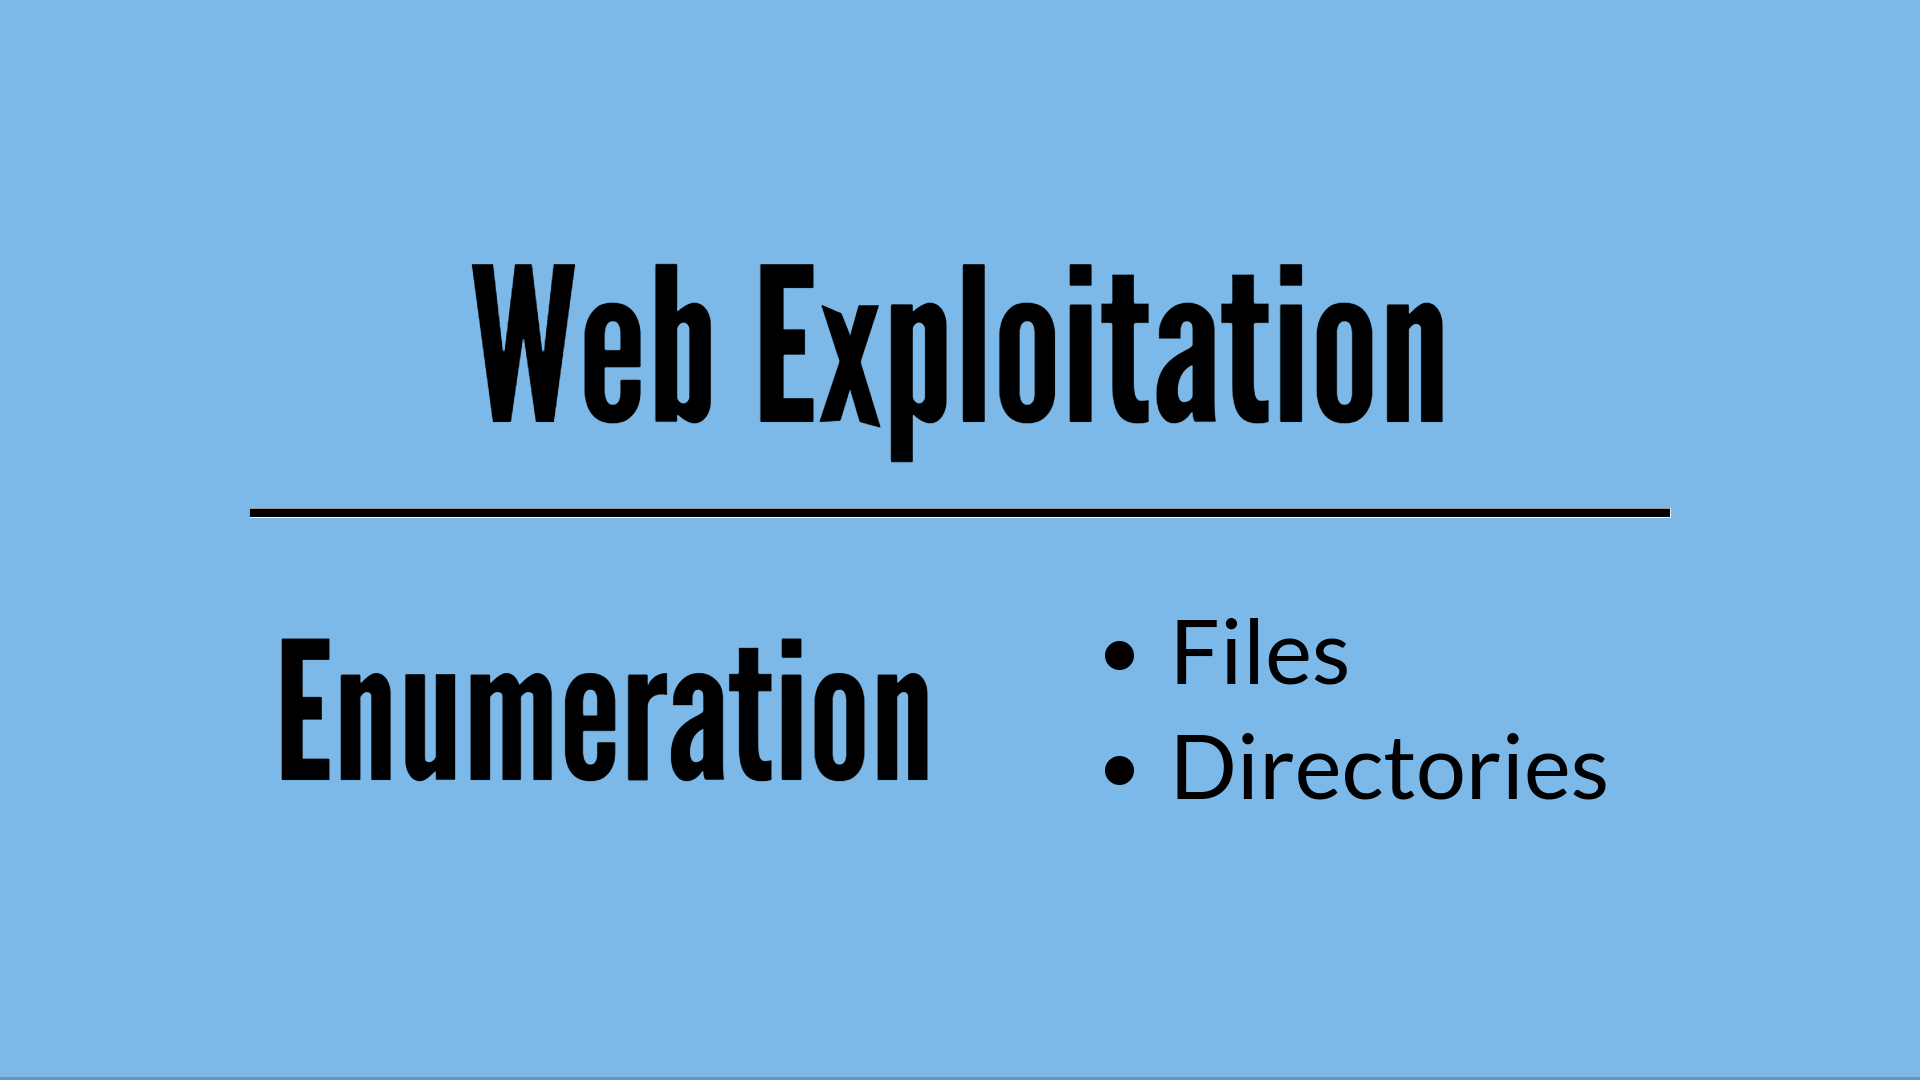 Web Exploitation
Enumeration
• Files
• Directories